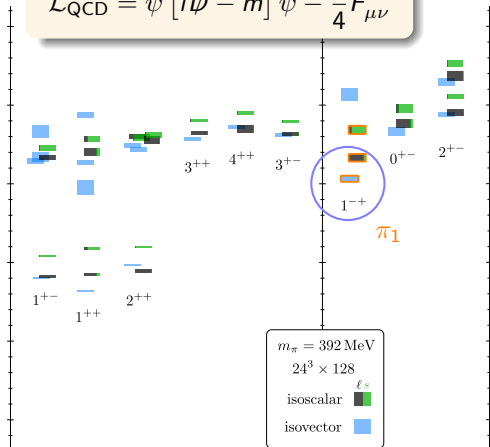 ℒ_QCD = ψ̄ [i D̸ − m] ψ − 1/4 F_μν
3⁺⁺ 4⁺⁺ 3⁺⁻ 0⁺⁻ 2⁺⁻
1⁻⁺
π₁
1⁺⁻ 1⁺⁺ 2⁺⁺
m_π = 392 MeV
24³ × 128
ℓ s
isoscalar
isovector